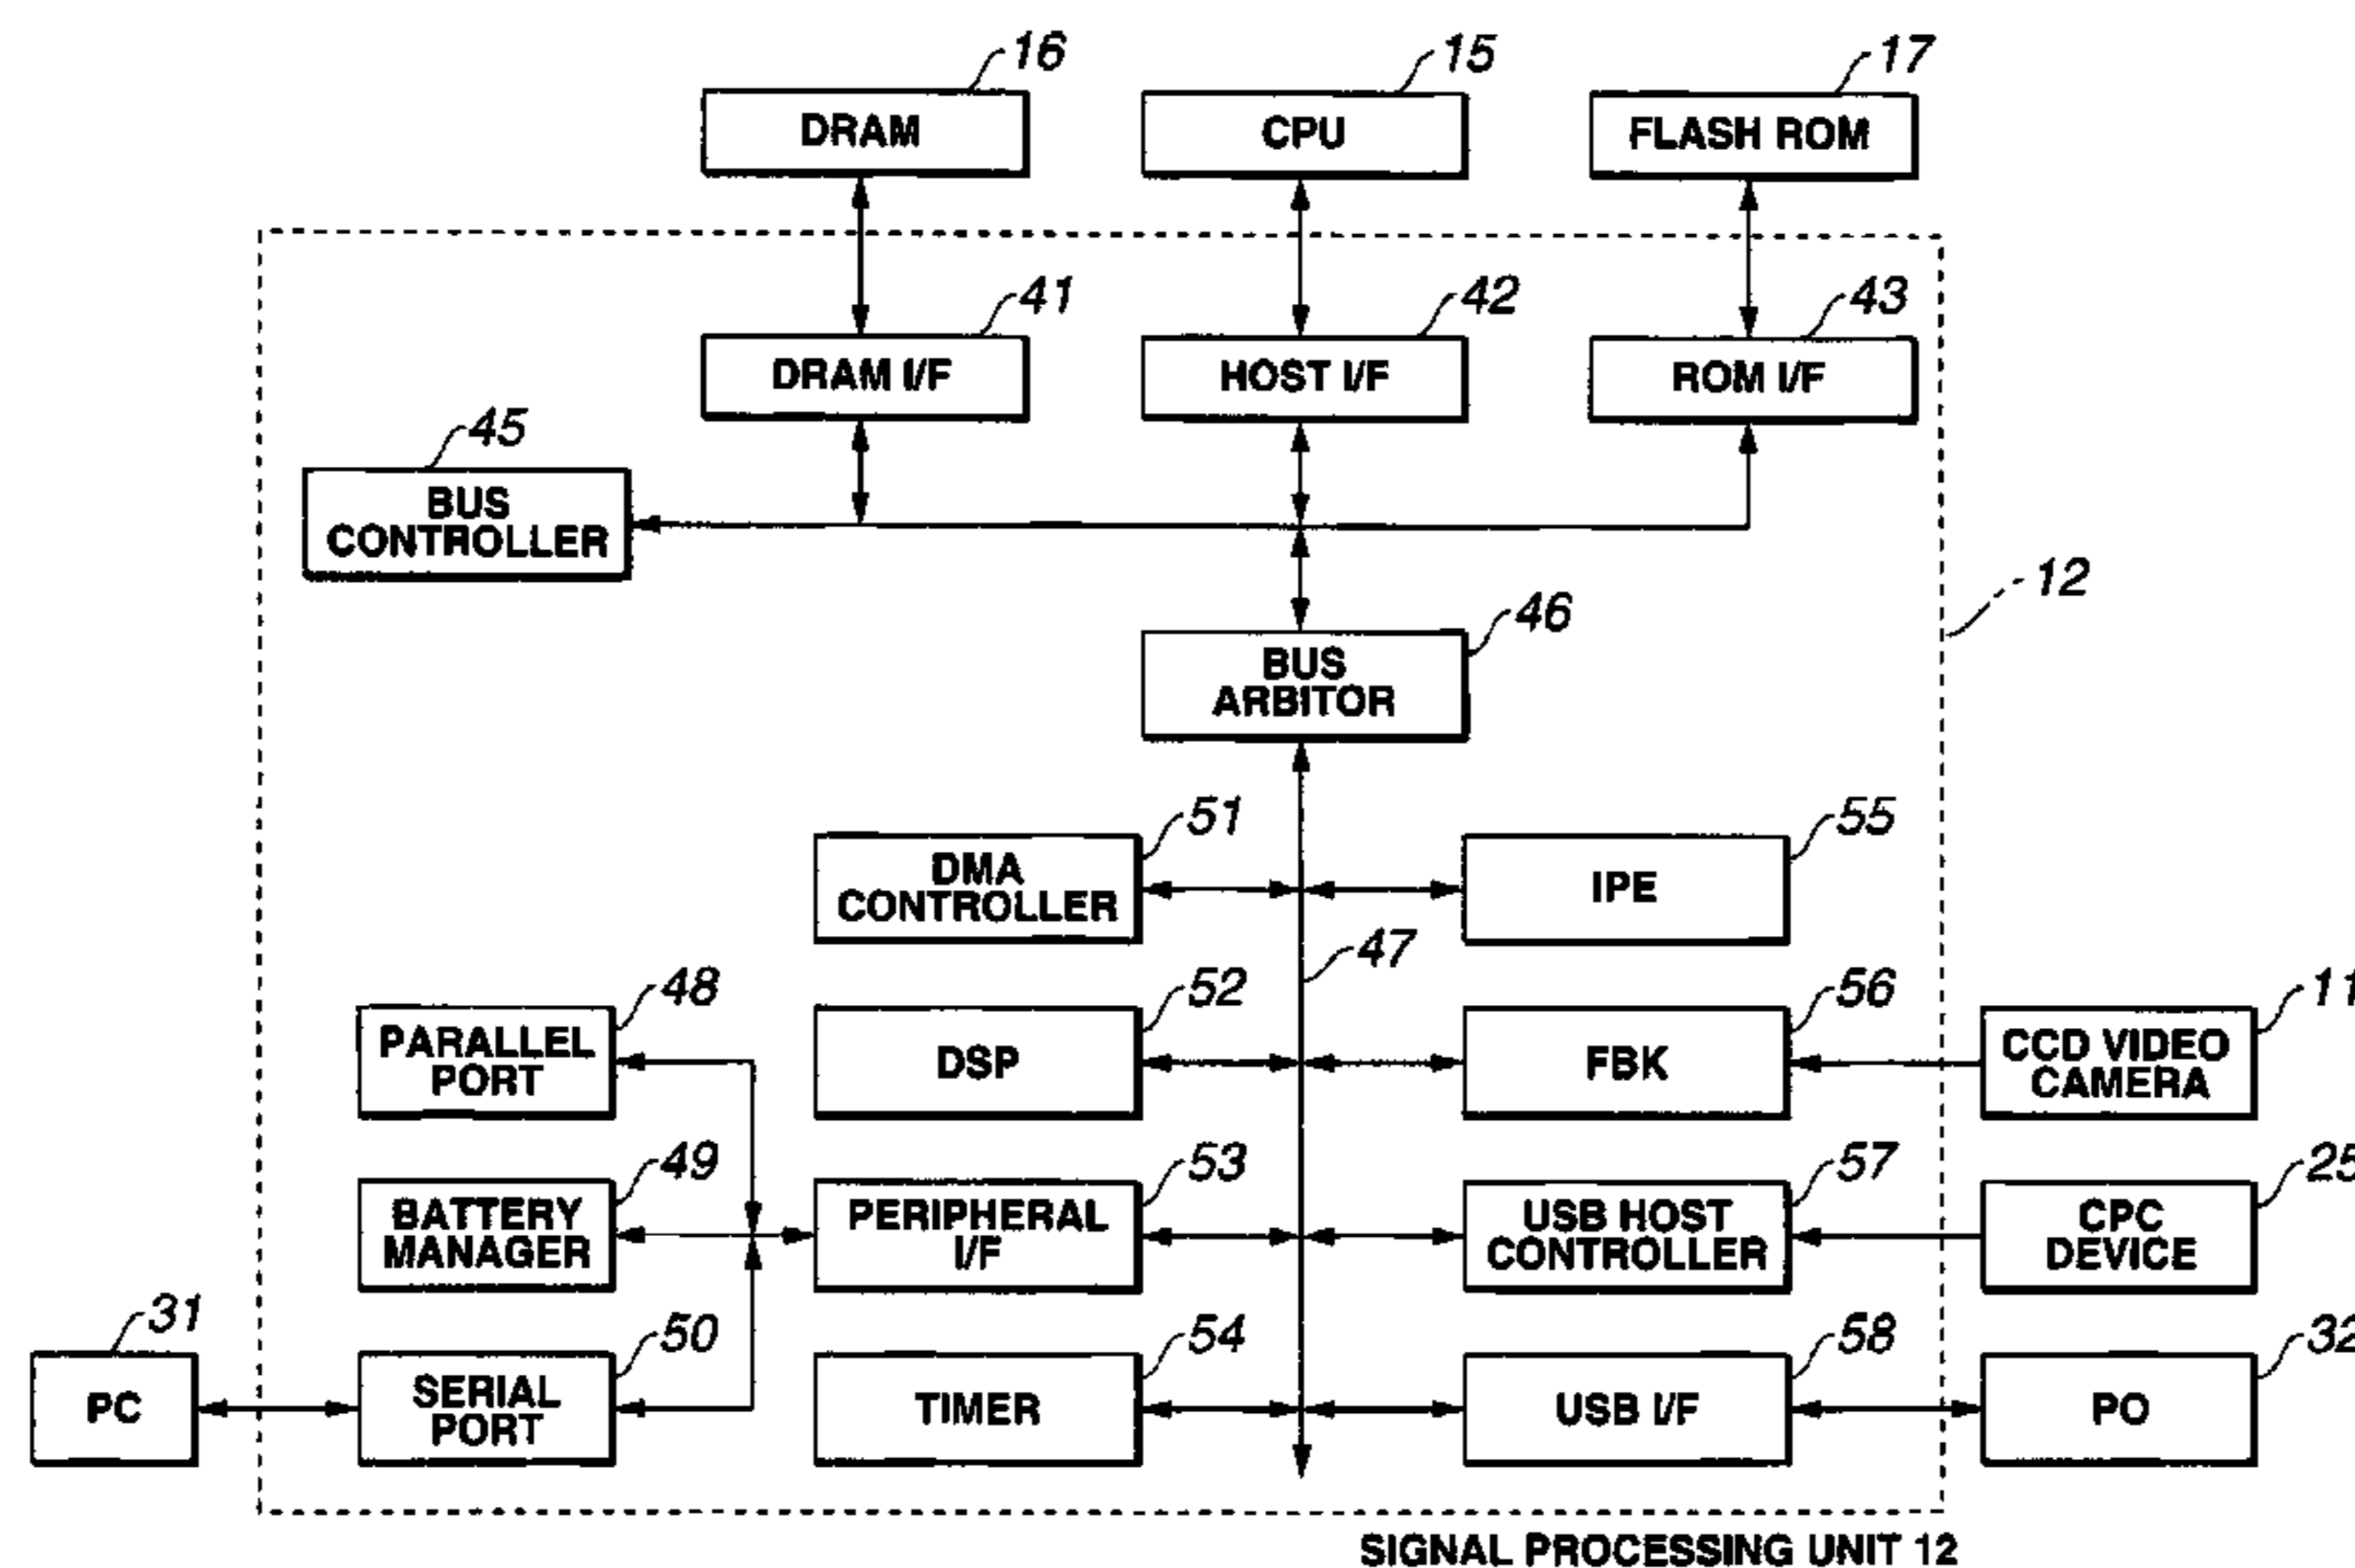 16
15
17
DRAM
CPU
FLASH ROM
41
42
43
DRAM I/F
HOST I/F
ROM I/F
45
BUS
CONTROLLER
12
46
BUS
ARBITOR
51
55
DMA
CONTROLLER
IPE
47
48
52
56
11
PARALLEL
PORT
DSP
FBK
CCD VIDEO
CAMERA
49
53
57
25
BATTERY
MANAGER
PERIPHERAL
I/F
USB HOST
CONTROLLER
CPC
DEVICE
31
50
54
58
32
PC
SERIAL
PORT
TIMER
USB I/F
PO
SIGNAL PROCESSING UNIT 12